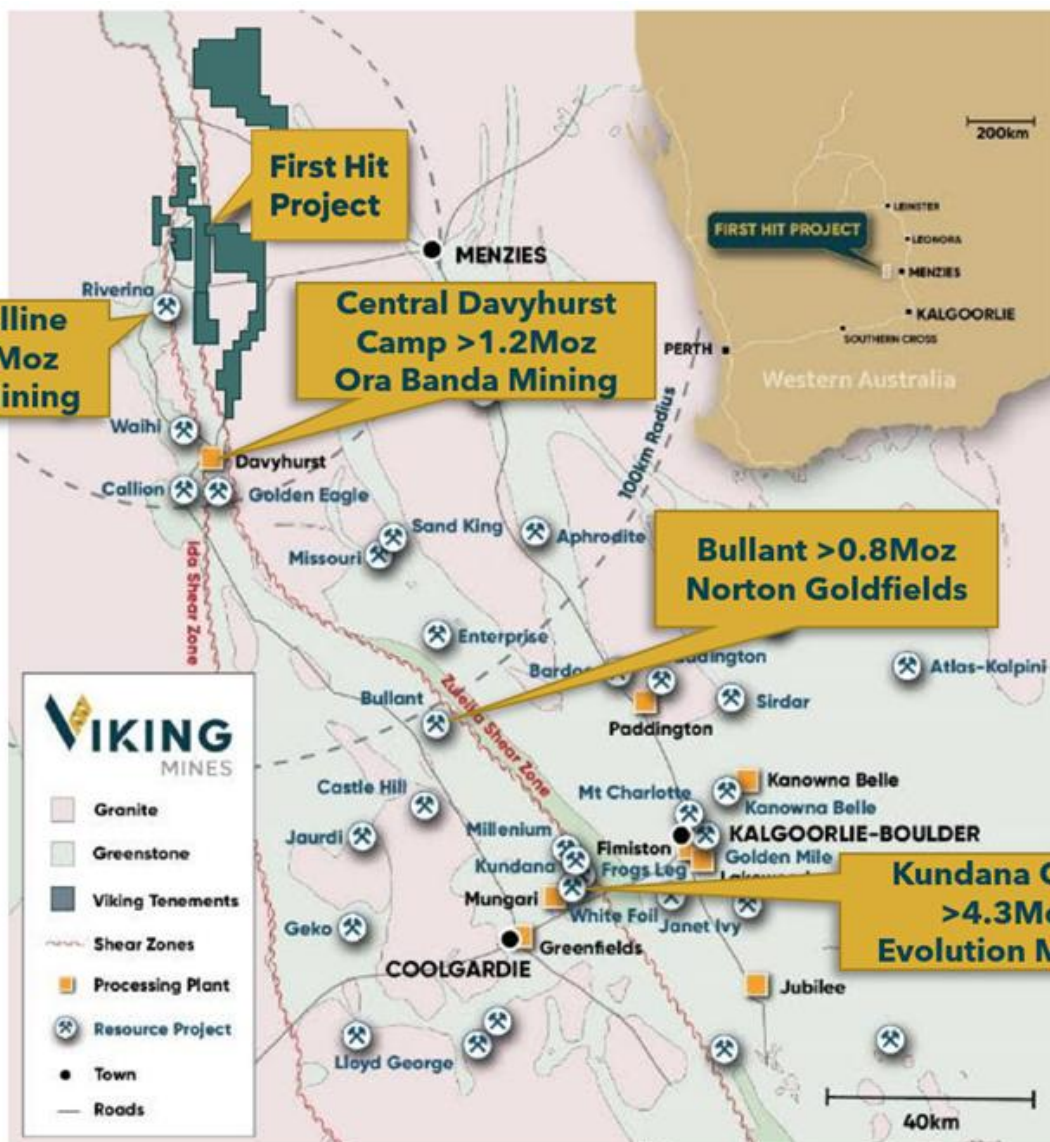 First Hit
Project
200km
LEINSTER
LEONORA
FIRST HIT PROJECT
MENZIES
KALGOORLIE
SOUTHERN CROSS
PERTH
Western Australia
MENZIES
Riverina
lline
Moz
ining
Central Davyhurst
Camp >1.2Moz
Ora Banda Mining
100km Radius
Waihi
Davyhurst
Callion
Golden Eagle
Ida Shear Zone
Sand King
Missouri
Aphrodite
Bullant >0.8Moz
Norton Goldfields
Enterprise
Bardoc
addington
Atlas-Kalpini
Bullant
Zuleika Shear Zone
Sirdar
Paddington
VIKING
MINES
Granite
Greenstone
Viking Tenements
Shear Zones
Processing Plant
Resource Project
Town
Roads
Castle Hill
Jaurdi
Kanowna Belle
Kanowna Belle
Mt Charlotte
Millenium
Fimiston
KALGOORLIE-BOULDER
Golden Mile
Kundana
Frogs Leg
Mungari
White Foil
Janet Ivy
Kundana
>4.3Mo
Evolution M
Geko
Greenfields
COOLGARDIE
Jubilee
Lloyd George
40km